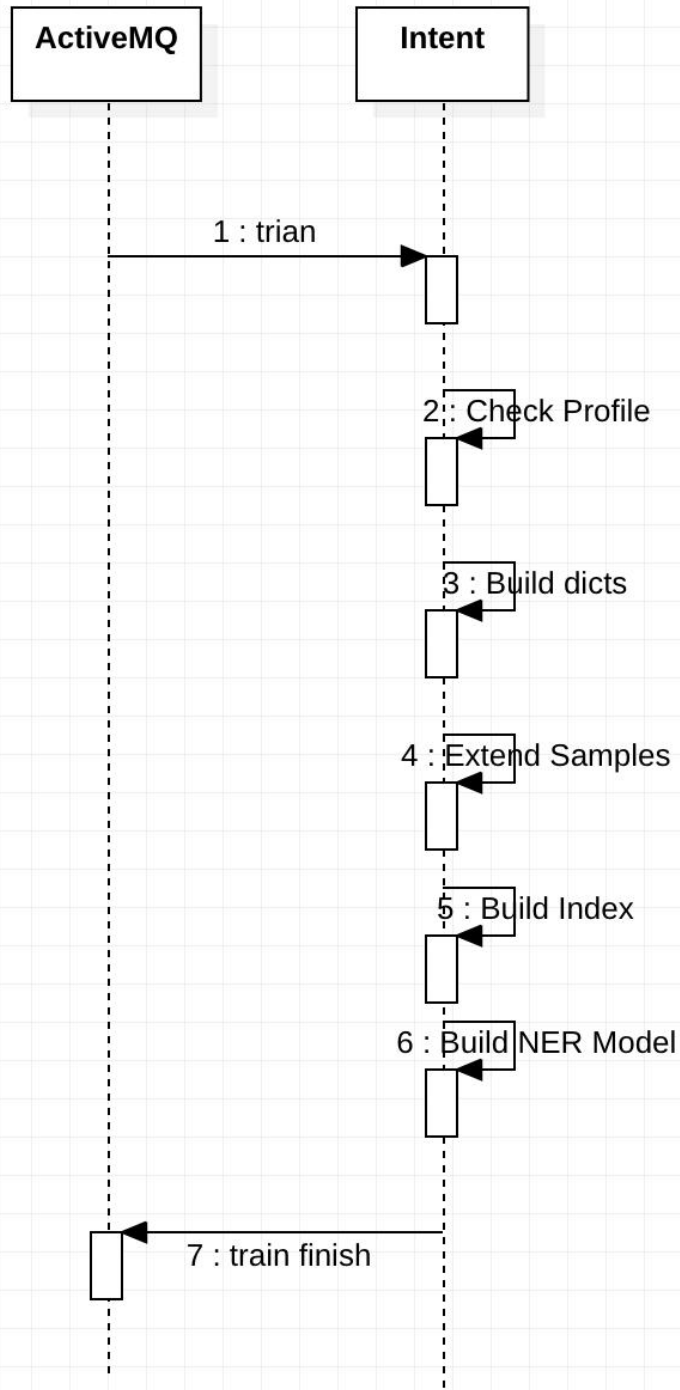 ActiveMQ
Intent
1 : trian
2 : Check Profile
3 : Build dicts
4 : Extend Samples
5 : Build Index
6 : Build NER Model
7 : train finish